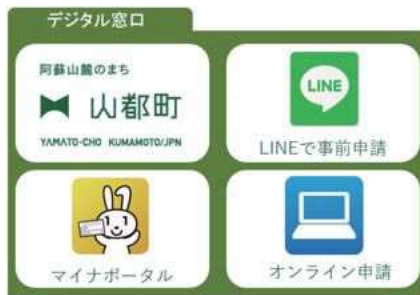 デジタル窓口
阿蘇山麓のまち
山都町
YAMATO-CHO KUMAMOTO/JPN
LINE
LINEで事前申請
マイナポータル
オンライン申請